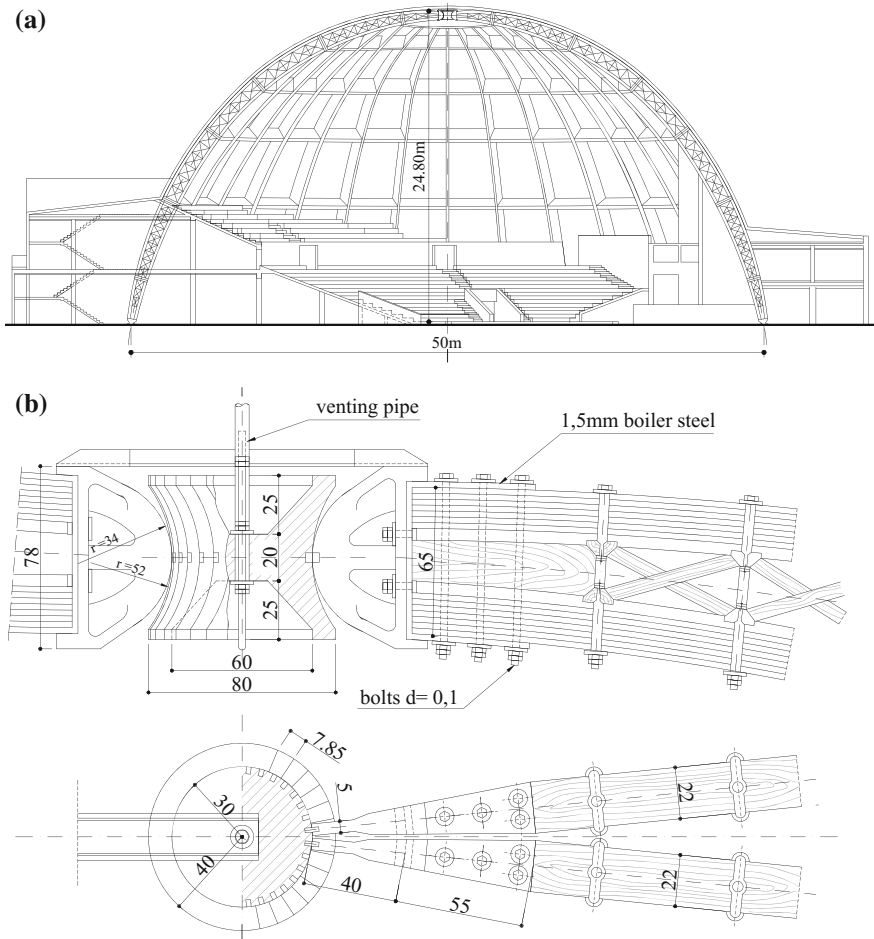 (a)
24.80m
50m
(b)
venting pipe
1,5mm boiler steel
78
r =34
r =52
25
20
25
65
60
80
bolts d= 0,1
7.85
5
30
40
22
22
40
55